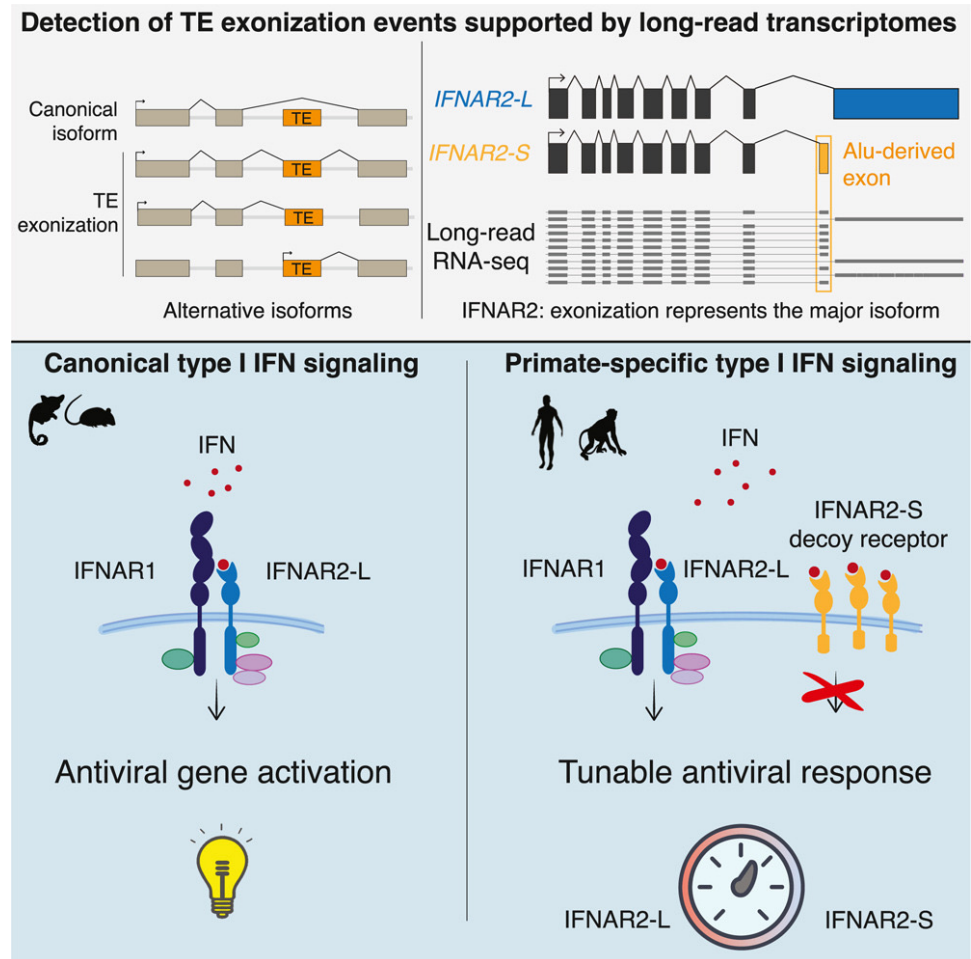 Detection of TE exonization events supported by long-read transcriptomes
Canonical
isoform
TE
TE
exonization
TE
TE
TE
Alternative isoforms
IFNAR2-L
IFNAR2-S
Alu-derived
exon
Long-read
RNA-seq
IFNAR2: exonization represents the major isoform
Canonical type I IFN signaling
IFN
IFNAR1
IFNAR2-L
Antiviral gene activation
Primate-specific type I IFN signaling
IFN
IFNAR2-S
decoy receptor
IFNAR1
IFNAR2-L
Tunable antiviral response
IFNAR2-L
IFNAR2-S